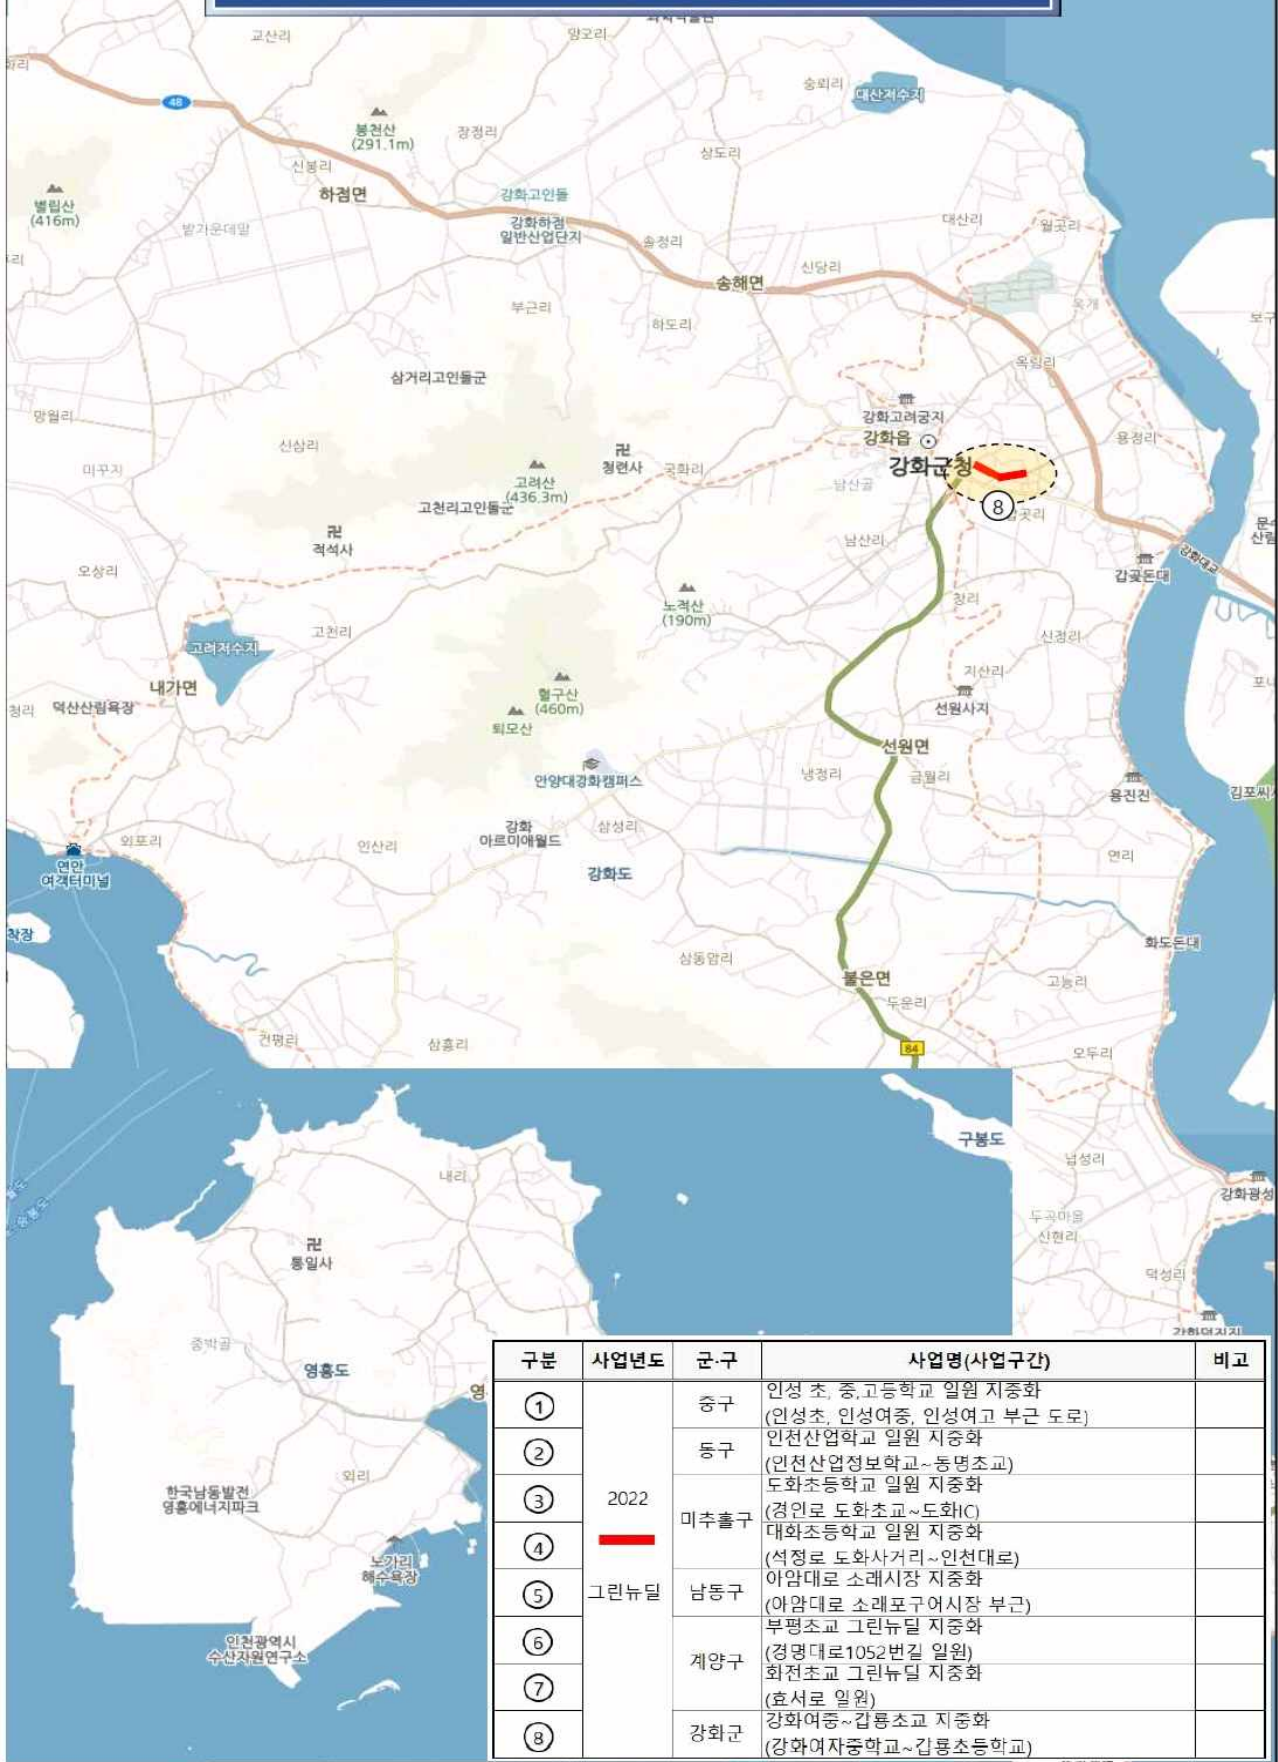 교산리
양오리
숭뢰리
대산저수지
48
봉천산
(291.1m)
장정리
상도리
신봉리
하점면
별립산
(416m)
강화고인돌
밭가운데말
강화하점
일반산업단지
송정리
대산리
월곶리
송해면
신당리
부근리
하도리
옥개
옥림리
삼거리고인돌군
망월리
강화고려궁지
강화읍
용정리
신삼리
청련사
국화리
강화군청
미꾸지
고려산
(436.3m)
남산골
고천리고인돌군
8
갑곶리
적석사
남산리
강화대교
오상리
갑곶돈대
노적산
(190m)
창리
고려저수지
고천리
신정리
내가면
지산리
혈구산
(460m)
덕산산림욕장
선원사지
퇴모산
선원면
안양대강화캠퍼스
냉정리
금월리
용진진
외포리
강화
아르미애월드
삼성리
인산리
연리
연안
여객터미널
강화도
착장
화도돈대
삼동암리
불은면
고능리
두운리
건평리
삼흥리
84
오두리
구봉도
넙성리
내리
강화광성
두곡마을
신현리
통일사
덕성리
중박골
영흥도
외리
한국남동발전
영흥에너지파크
노가리
해수욕장
인천광역시
수산자원연구소
구분 사업년도 군·구 사업명(사업구간) 비고
① 중구 인성 초, 중,고등학교 일원 지중화
(인성초, 인성여중, 인성여고 부근 도로)
② 동구 인천산업학교 일원 지중화
(인천산업정보학교~동명초교)
③ 2022 미추홀구 도화초등학교 일원 지중화
(경인로 도화초교~도화IC)
④ 대화초등학교 일원 지중화
(석정로 도화사거리~인천대로)
⑤ 그린뉴딜 남동구 아암대로 소래시장 지중화
(아암대로 소래포구어시장 부근)
⑥ 계양구 부평초교 그린뉴딜 지중화
(경명대로1052번길 일원)
⑦ 화전초교 그린뉴딜 지중화
(효서로 일원)
⑧ 강화군 강화여중~갑룡초교 지중화
(강화여자중학교~갑룡초등학교)